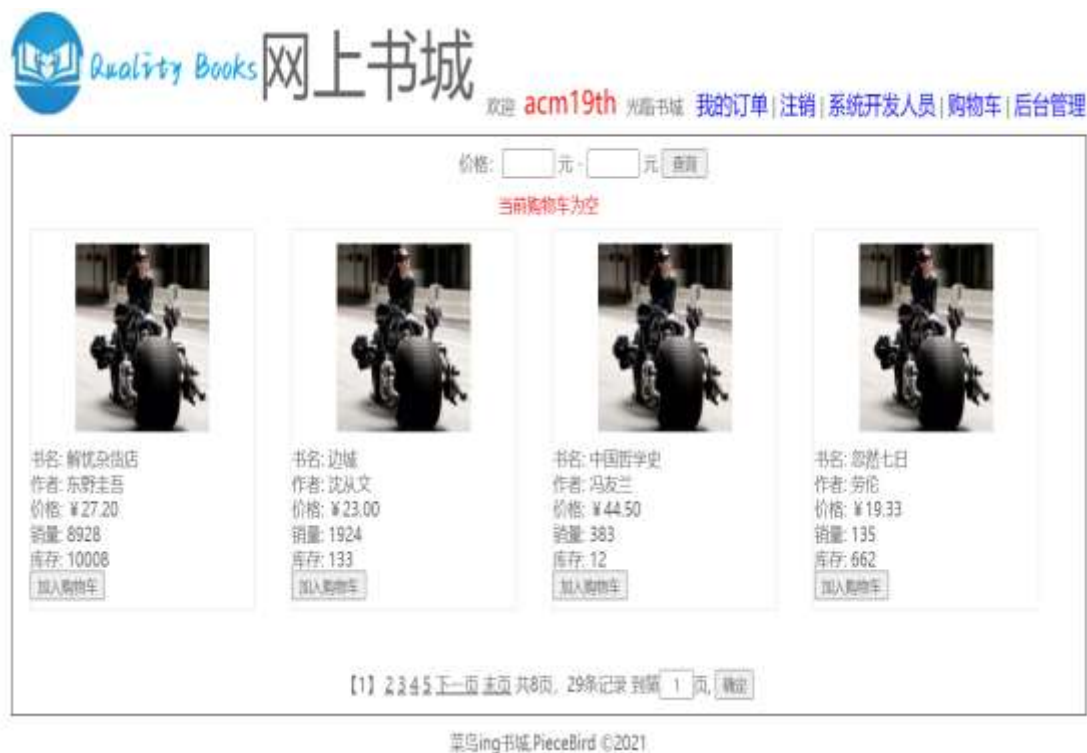 Quality Books 网上书城
欢迎 acm19th 光临书城 我的订单 | 注销 | 系统开发人员 | 购物车 | 后台管理
价格: 元 - 元 查询
当前购物车为空
书名: 解忧杂货店
作者: 东野圭吾
价格: ¥27.20
销量: 8928
库存: 10008
加入购物车
书名: 边城
作者: 沈从文
价格: ¥23.00
销量: 1924
库存: 133
加入购物车
书名: 中国哲学史
作者: 冯友兰
价格: ¥44.50
销量: 383
库存: 12
加入购物车
书名: 忽然七日
作者: 劳伦
价格: ¥19.33
销量: 135
库存: 662
加入购物车
【1】 2 3 4 5 下一页 末页 共8页, 29条记录 到第 1 页, 确定
菜鸟ing书城.PieceBird ©2021